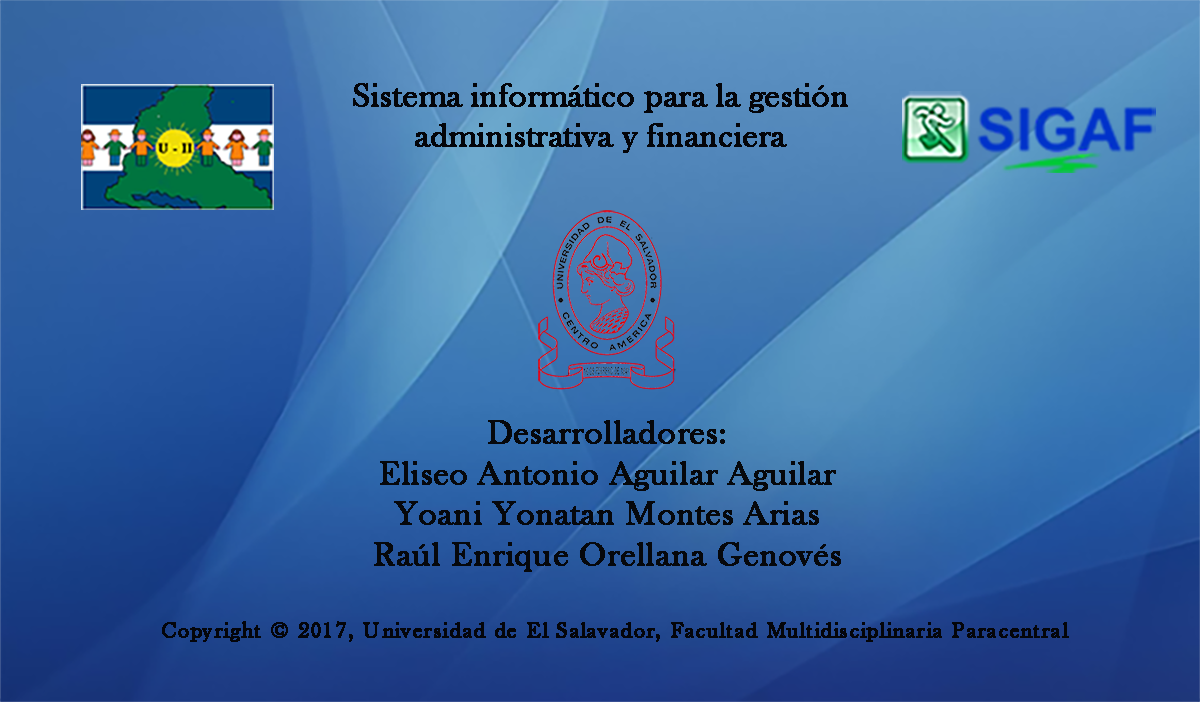 Sistema informático para la gestión
administrativa y financiera
U - II
SIGAF
UNIVERSIDAD DE EL SALVADOR
CENTRO AMERICA
Desarrolladores:
Eliseo Antonio Aguilar Aguilar
Yoani Yonatan Montes Arias
Raúl Enrique Orellana Genovés
Copyright © 2017, Universidad de El Salavador, Facultad Multidisciplinaria Paracentral